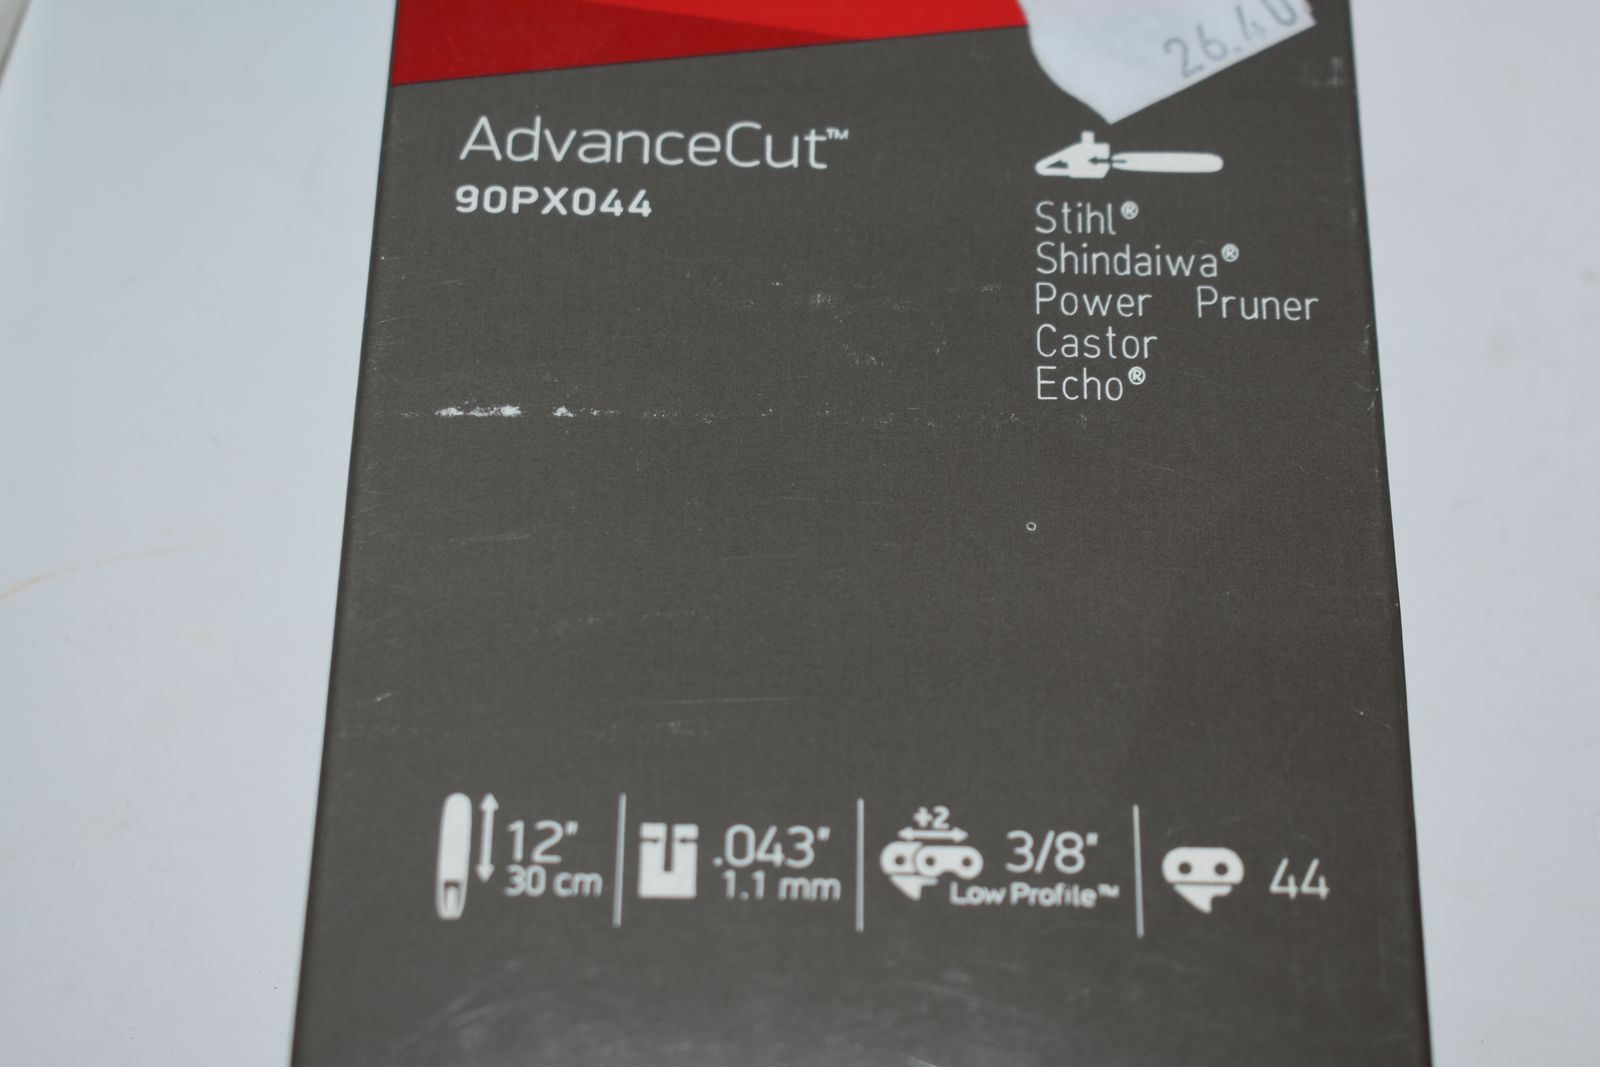 26.40
AdvanceCut™
90PX044
Stihl®
Shindaiwa®
Power Pruner
Castor
Echo®
12"
30 cm
.043"
1.1 mm
+2
3/8"
Low Profile™
44